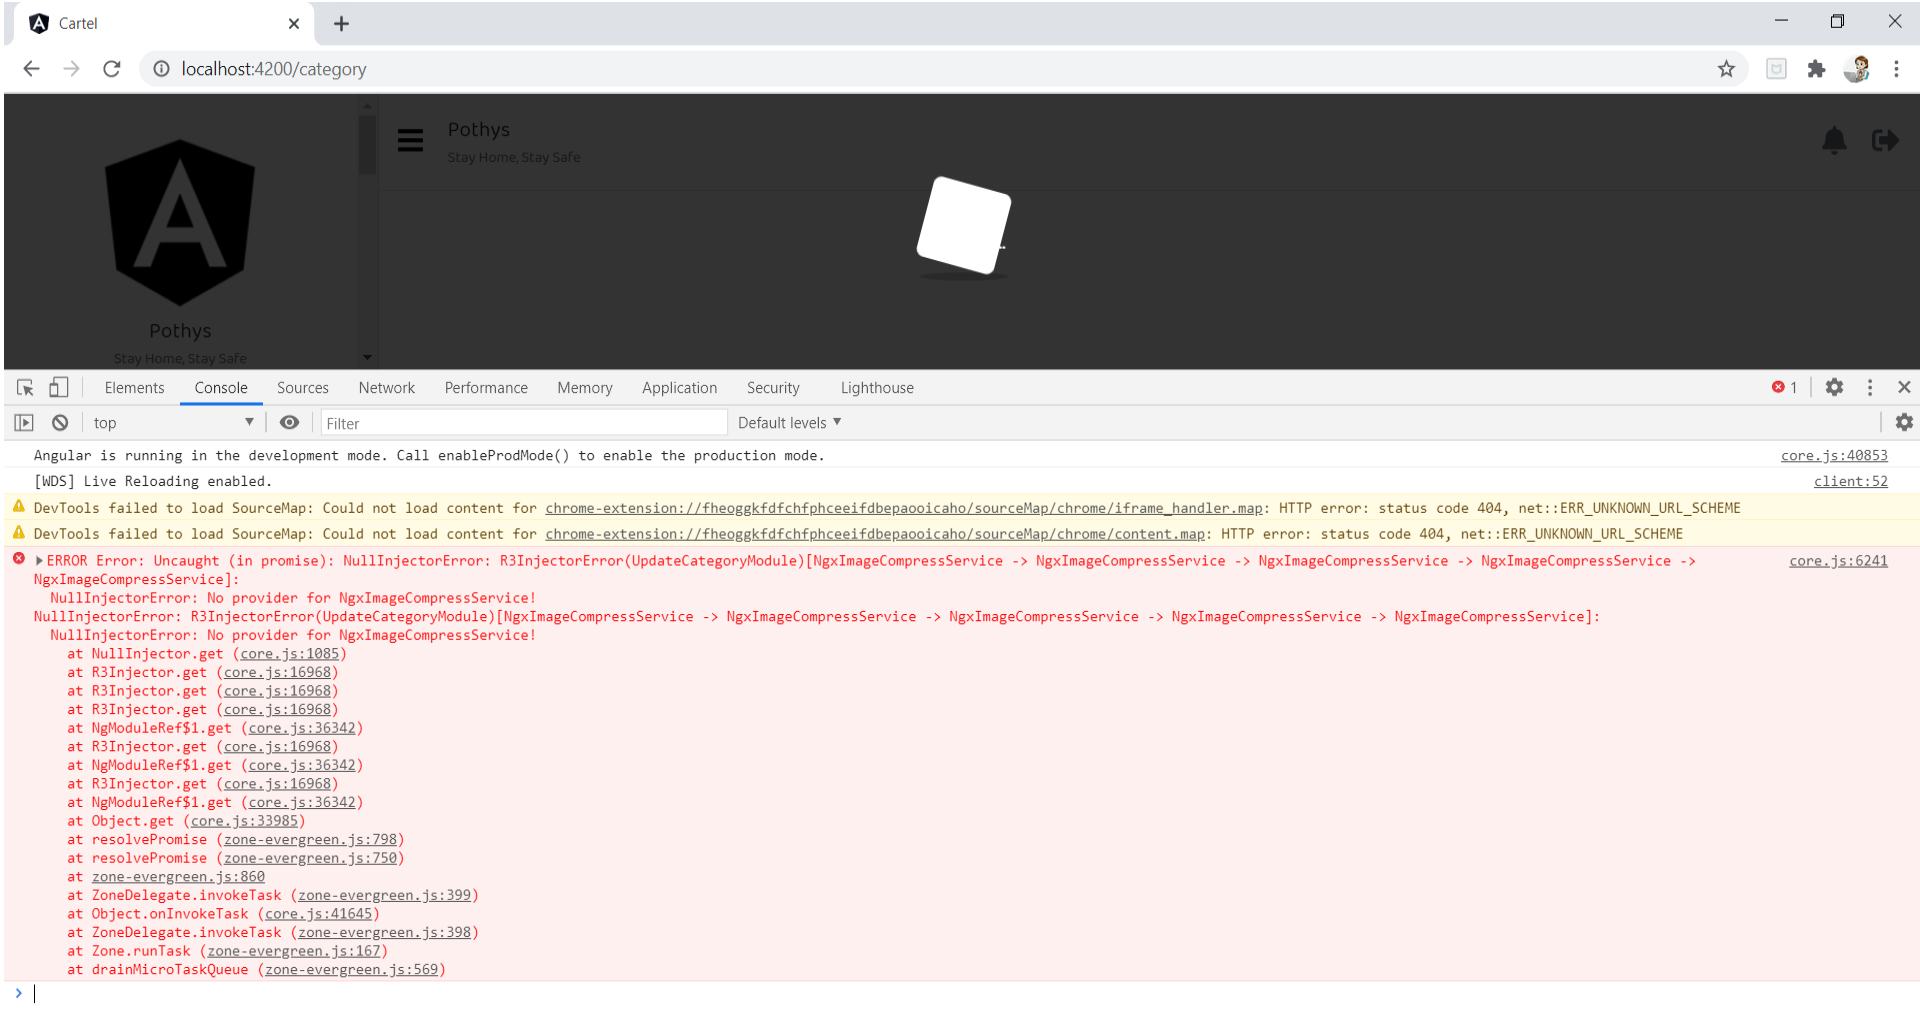 Cartel
localhost:4200/category
Pothys
Stay Home, Stay Safe
Pothys
Stay Home, Stay Safe
Elements Console Sources Network Performance Memory Application Security Lighthouse 1
top Filter Default levels
Angular is running in the development mode. Call enableProdMode() to enable the production mode. core.js:40853
[WDS] Live Reloading enabled. client:52
DevTools failed to load SourceMap: Could not load content for chrome-extension://fheoggkfdfchfphceeifdbepaooicaho/sourceMap/chrome/iframe_handler.map: HTTP error: status code 404, net::ERR_UNKNOWN_URL_SCHEME
DevTools failed to load SourceMap: Could not load content for chrome-extension://fheoggkfdfchfphceeifdbepaooicaho/sourceMap/chrome/content.map: HTTP error: status code 404, net::ERR_UNKNOWN_URL_SCHEME
ERROR Error: Uncaught (in promise): NullInjectorError: R3InjectorError(UpdateCategoryModule)[NgxImageCompressService -> NgxImageCompressService -> NgxImageCompressService -> NgxImageCompressService -> core.js:6241
NgxImageCompressService]:
NullInjectorError: No provider for NgxImageCompressService!
NullInjectorError: R3InjectorError(UpdateCategoryModule)[NgxImageCompressService -> NgxImageCompressService -> NgxImageCompressService -> NgxImageCompressService -> NgxImageCompressService]:
NullInjectorError: No provider for NgxImageCompressService!
at NullInjector.get (core.js:1085)
at R3Injector.get (core.js:16968)
at R3Injector.get (core.js:16968)
at R3Injector.get (core.js:16968)
at NgModuleRef$1.get (core.js:36342)
at R3Injector.get (core.js:16968)
at NgModuleRef$1.get (core.js:36342)
at R3Injector.get (core.js:16968)
at NgModuleRef$1.get (core.js:36342)
at Object.get (core.js:33985)
at resolvePromise (zone-evergreen.js:798)
at resolvePromise (zone-evergreen.js:750)
at zone-evergreen.js:860
at ZoneDelegate.invokeTask (zone-evergreen.js:399)
at Object.onInvokeTask (core.js:41645)
at ZoneDelegate.invokeTask (zone-evergreen.js:398)
at Zone.runTask (zone-evergreen.js:167)
at drainMicroTaskQueue (zone-evergreen.js:569)